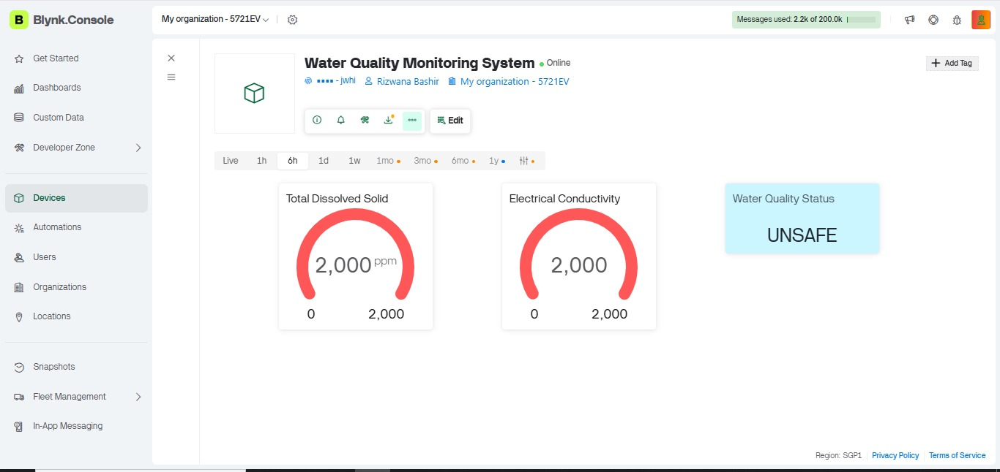 B Blynk.Console
My organization - 5721EV
Messages used: 2.2k of 200.0k
Get Started
Dashboards
Custom Data
Developer Zone
Devices
Automations
Users
Organizations
Locations
Snapshots
Fleet Management
In-App Messaging
Water Quality Monitoring System Online
Add Tag
•••• - jwhi Rizwana Bashir My organization - 5721EV
Edit
Live 1h 6h 1d 1w 1mo 3mo 6mo 1y
Total Dissolved Solid
2,000 ppm
0 2,000
Electrical Conductivity
2,000
0 2,000
Water Quality Status
UNSAFE
Region: SGP1 Privacy Policy Terms of Service